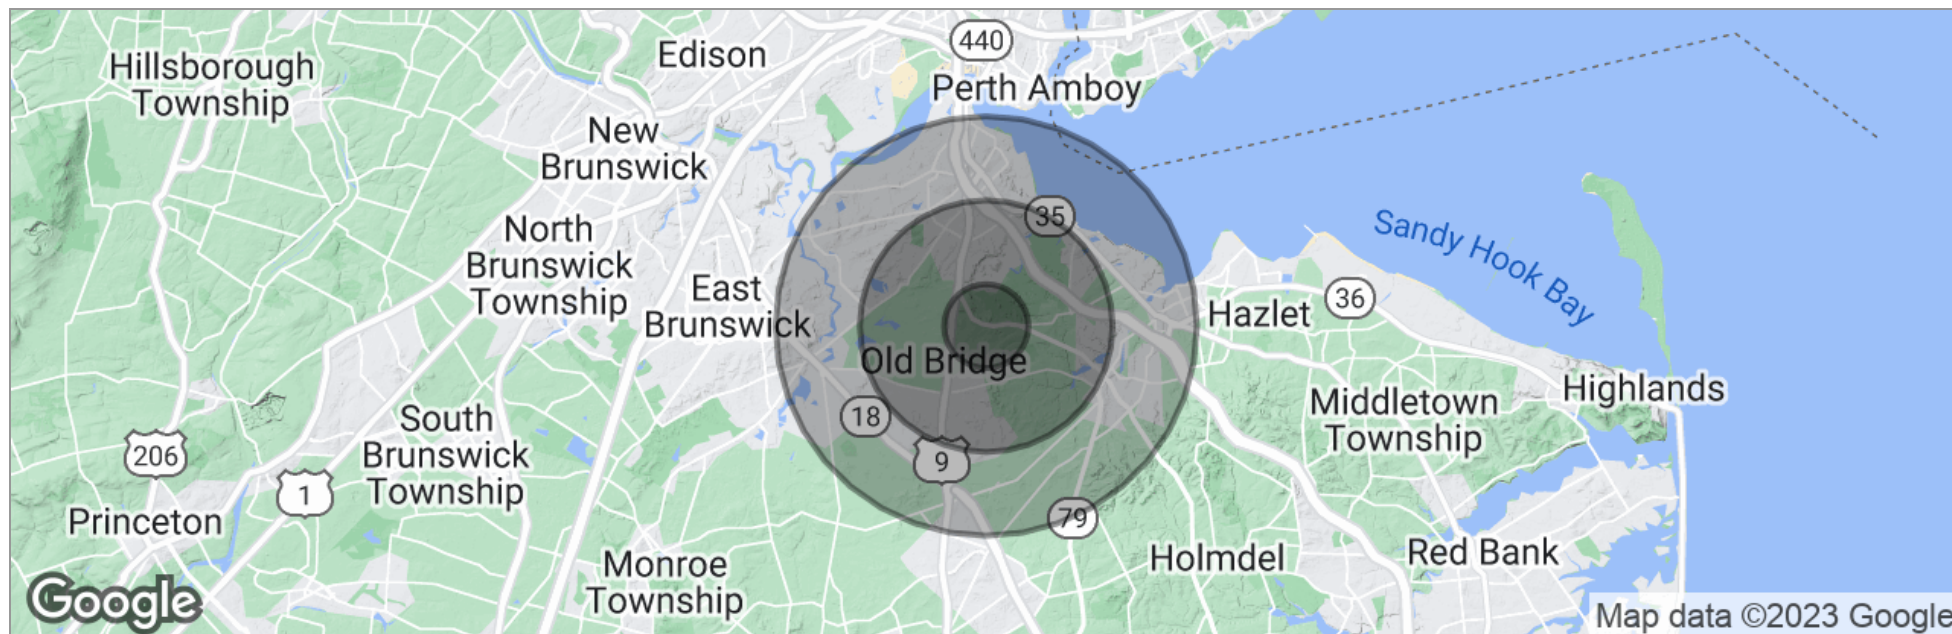 Hillsborough
Township
Edison
440
Perth Amboy
New
Brunswick
35
North
Brunswick
Township
East
Brunswick
Sandy Hook Bay
36
Hazlet
Old Bridge
18
9
79
Middletown
Township
Highlands
206
1
South
Brunswick
Township
Princeton
Monroe
Township
Holmdel
Red Bank
Google
Map data ©2023 Google